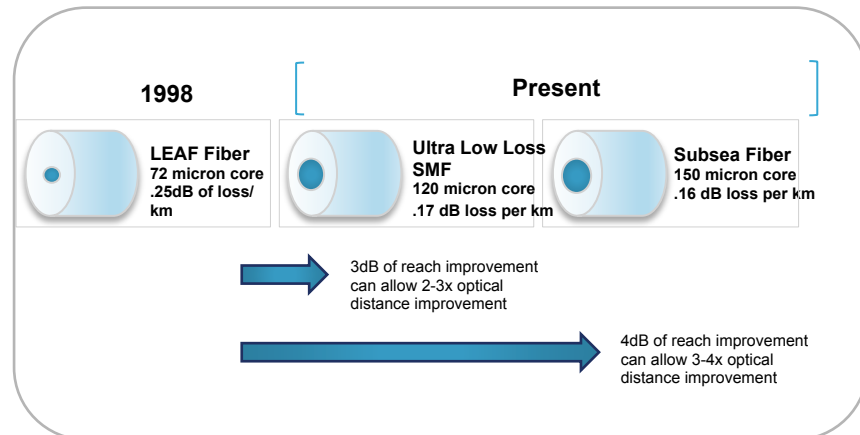 1998
Present
LEAF Fiber
72 micron core
.25dB of loss/
km
Ultra Low Loss
SMF
120 micron core
.17 dB loss per km
Subsea Fiber
150 micron core
.16 dB loss per km
3dB of reach improvement
can allow 2-3x optical
distance improvement
4dB of reach improvement
can allow 3-4x optical
distance improvement